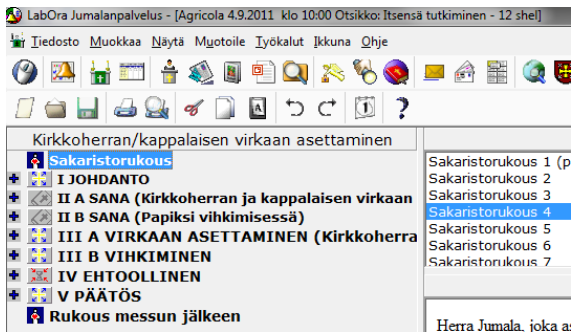 LabOra Jumalanpalvelus - [Agricola 4.9.2011 klo 10:00 Otsikko: Itsensä tutkiminen - 12 shel]
Tiedosto Muokkaa Näytä Muotoile Työkalut Ikkuna Ohje
Kirkkoherran/kappalaisen virkaan asettaminen
Sakaristorukous
I JOHDANTO
II A SANA (Kirkkoherran ja kappalaisen virkaan
II B SANA (Papiksi vihkimisessä)
III A VIRKAAN ASETTAMINEN (Kirkkoherra
III B VIHKIMINEN
IV EHTOOLLINEN
V PÄÄTÖS
Rukous messun jälkeen
Sakaristorukous 1 (p
Sakaristorukous 2
Sakaristorukous 3
Sakaristorukous 4
Sakaristorukous 5
Sakaristorukous 6
Sakaristorukous 7
Herra Jumala, joka as